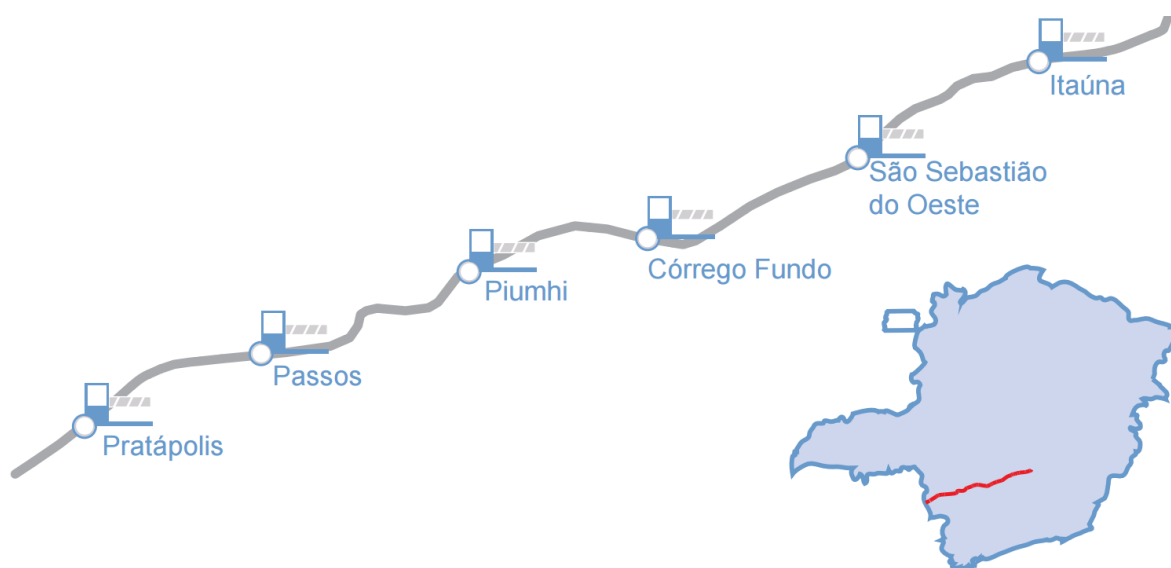 Itaúna
São Sebastião
do Oeste
Córrego Fundo
Piumhi
Passos
Pratápolis